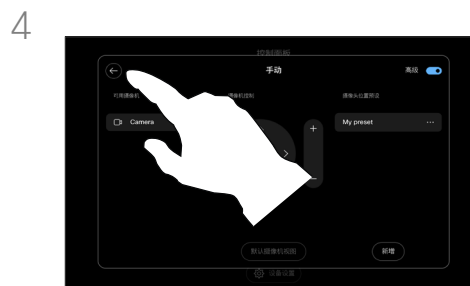 4
控制面板
手动 高级
可用摄像机 摄像机控制 摄像头位置预设
Camera + My preset ...
−
默认摄像机视图 新增
设备设置